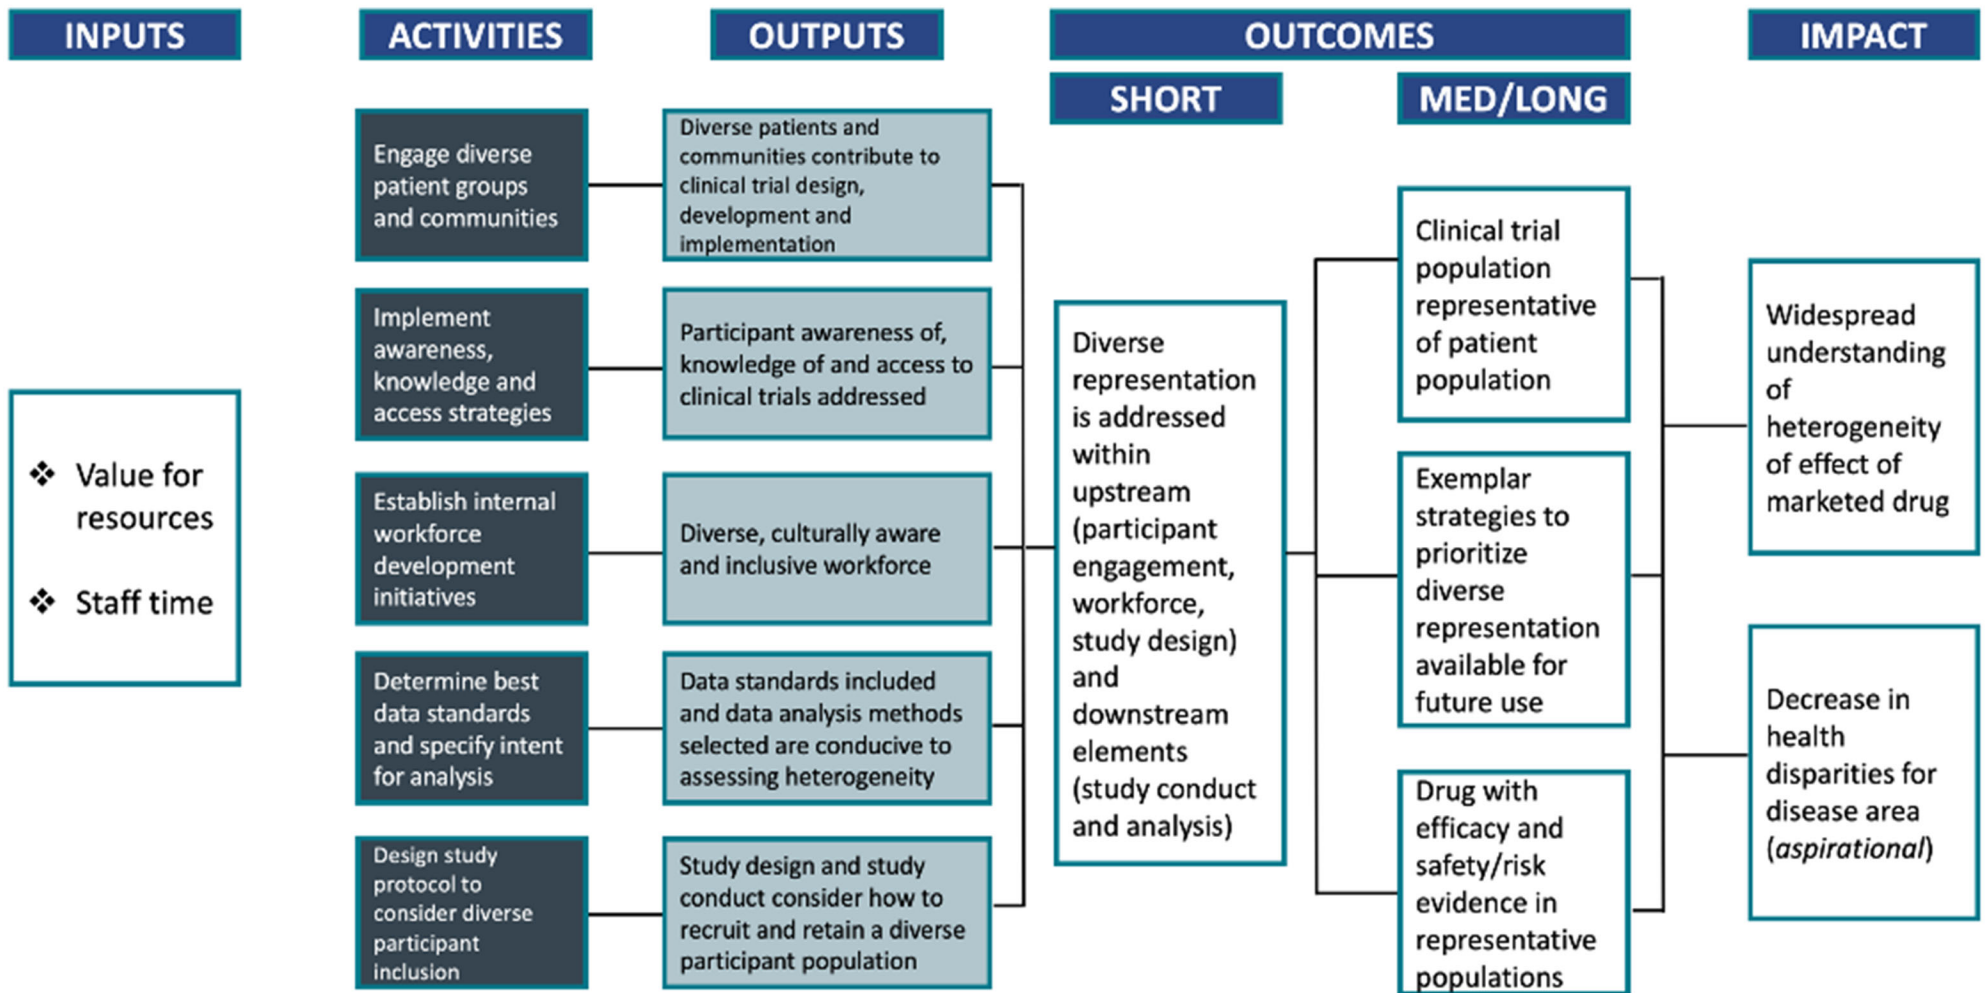 INPUTS
ACTIVITIES
OUTPUTS
OUTCOMES
IMPACT
SHORT
MED/LONG
❖ Value for
resources
❖ Staff time
Engage diverse
patient groups
and communities
Implement
awareness,
knowledge and
access strategies
Establish internal
workforce
development
initiatives
Determine best
data standards
and specify intent
for analysis
Design study
protocol to
consider diverse
participant
inclusion
Diverse patients and
communities contribute to
clinical trial design,
development and
implementation
Participant awareness of,
knowledge of and access to
clinical trials addressed
Diverse, culturally aware
and inclusive workforce
Data standards included
and data analysis methods
selected are conducive to
assessing heterogeneity
Study design and study
conduct consider how to
recruit and retain a diverse
participant population
Diverse
representation
is addressed
within
upstream
(participant
engagement,
workforce,
study design)
and
downstream
elements
(study conduct
and analysis)
Clinical trial
population
representative
of patient
population
Exemplar
strategies to
prioritize
diverse
representation
available for
future use
Drug with
efficacy and
safety/risk
evidence in
representative
populations
Widespread
understanding
of
heterogeneity
of effect of
marketed drug
Decrease in
health
disparities for
disease area
(aspirational)